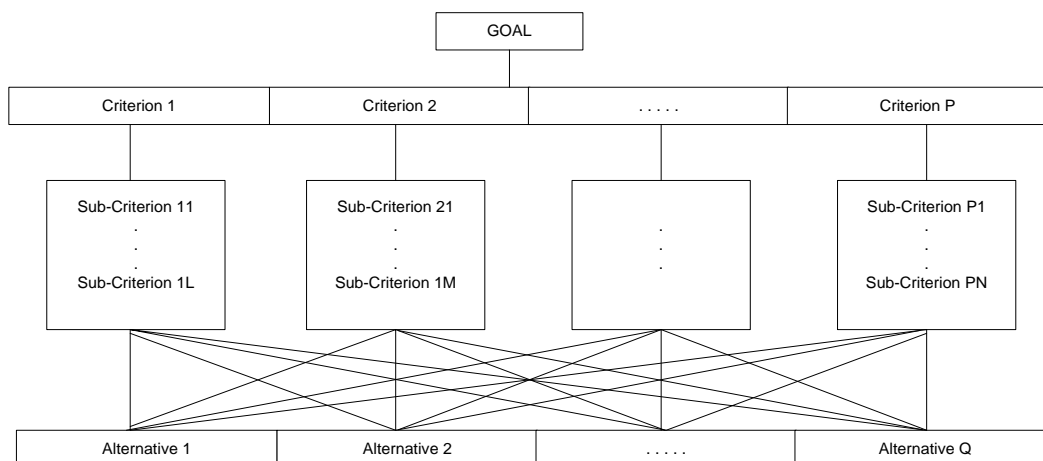 GOAL
Criterion 1
Criterion 2
. . . . .
Criterion P
Sub-Criterion 11
.
.
.
Sub-Criterion 1L
Sub-Criterion 21
.
.
.
Sub-Criterion 1M
.
.
.
Sub-Criterion P1
.
.
.
Sub-Criterion PN
Alternative 1
Alternative 2
. . . . .
Alternative Q